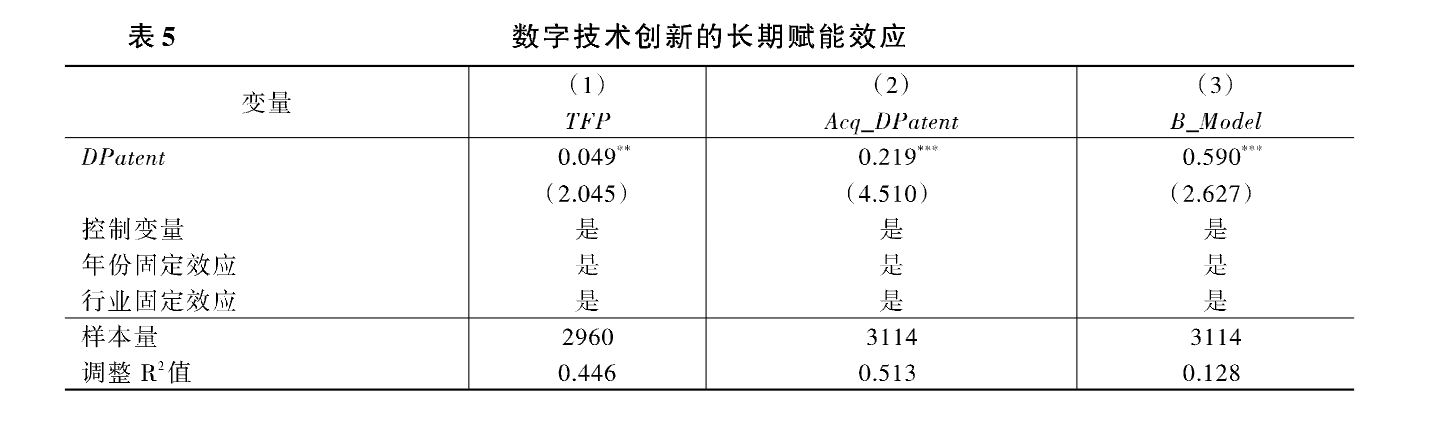 表 5 数字技术创新的长期赋能效应
变量 (1) (2) (3)
TFP Acq_DPatent B_Model
DPatent 0.049** 0.219*** 0.590***
(2.045) (4.510) (2.627)
控制变量 是 是 是
年份固定效应 是 是 是
行业固定效应 是 是 是
样本量 2960 3114 3114
调整 R²值 0.446 0.513 0.128